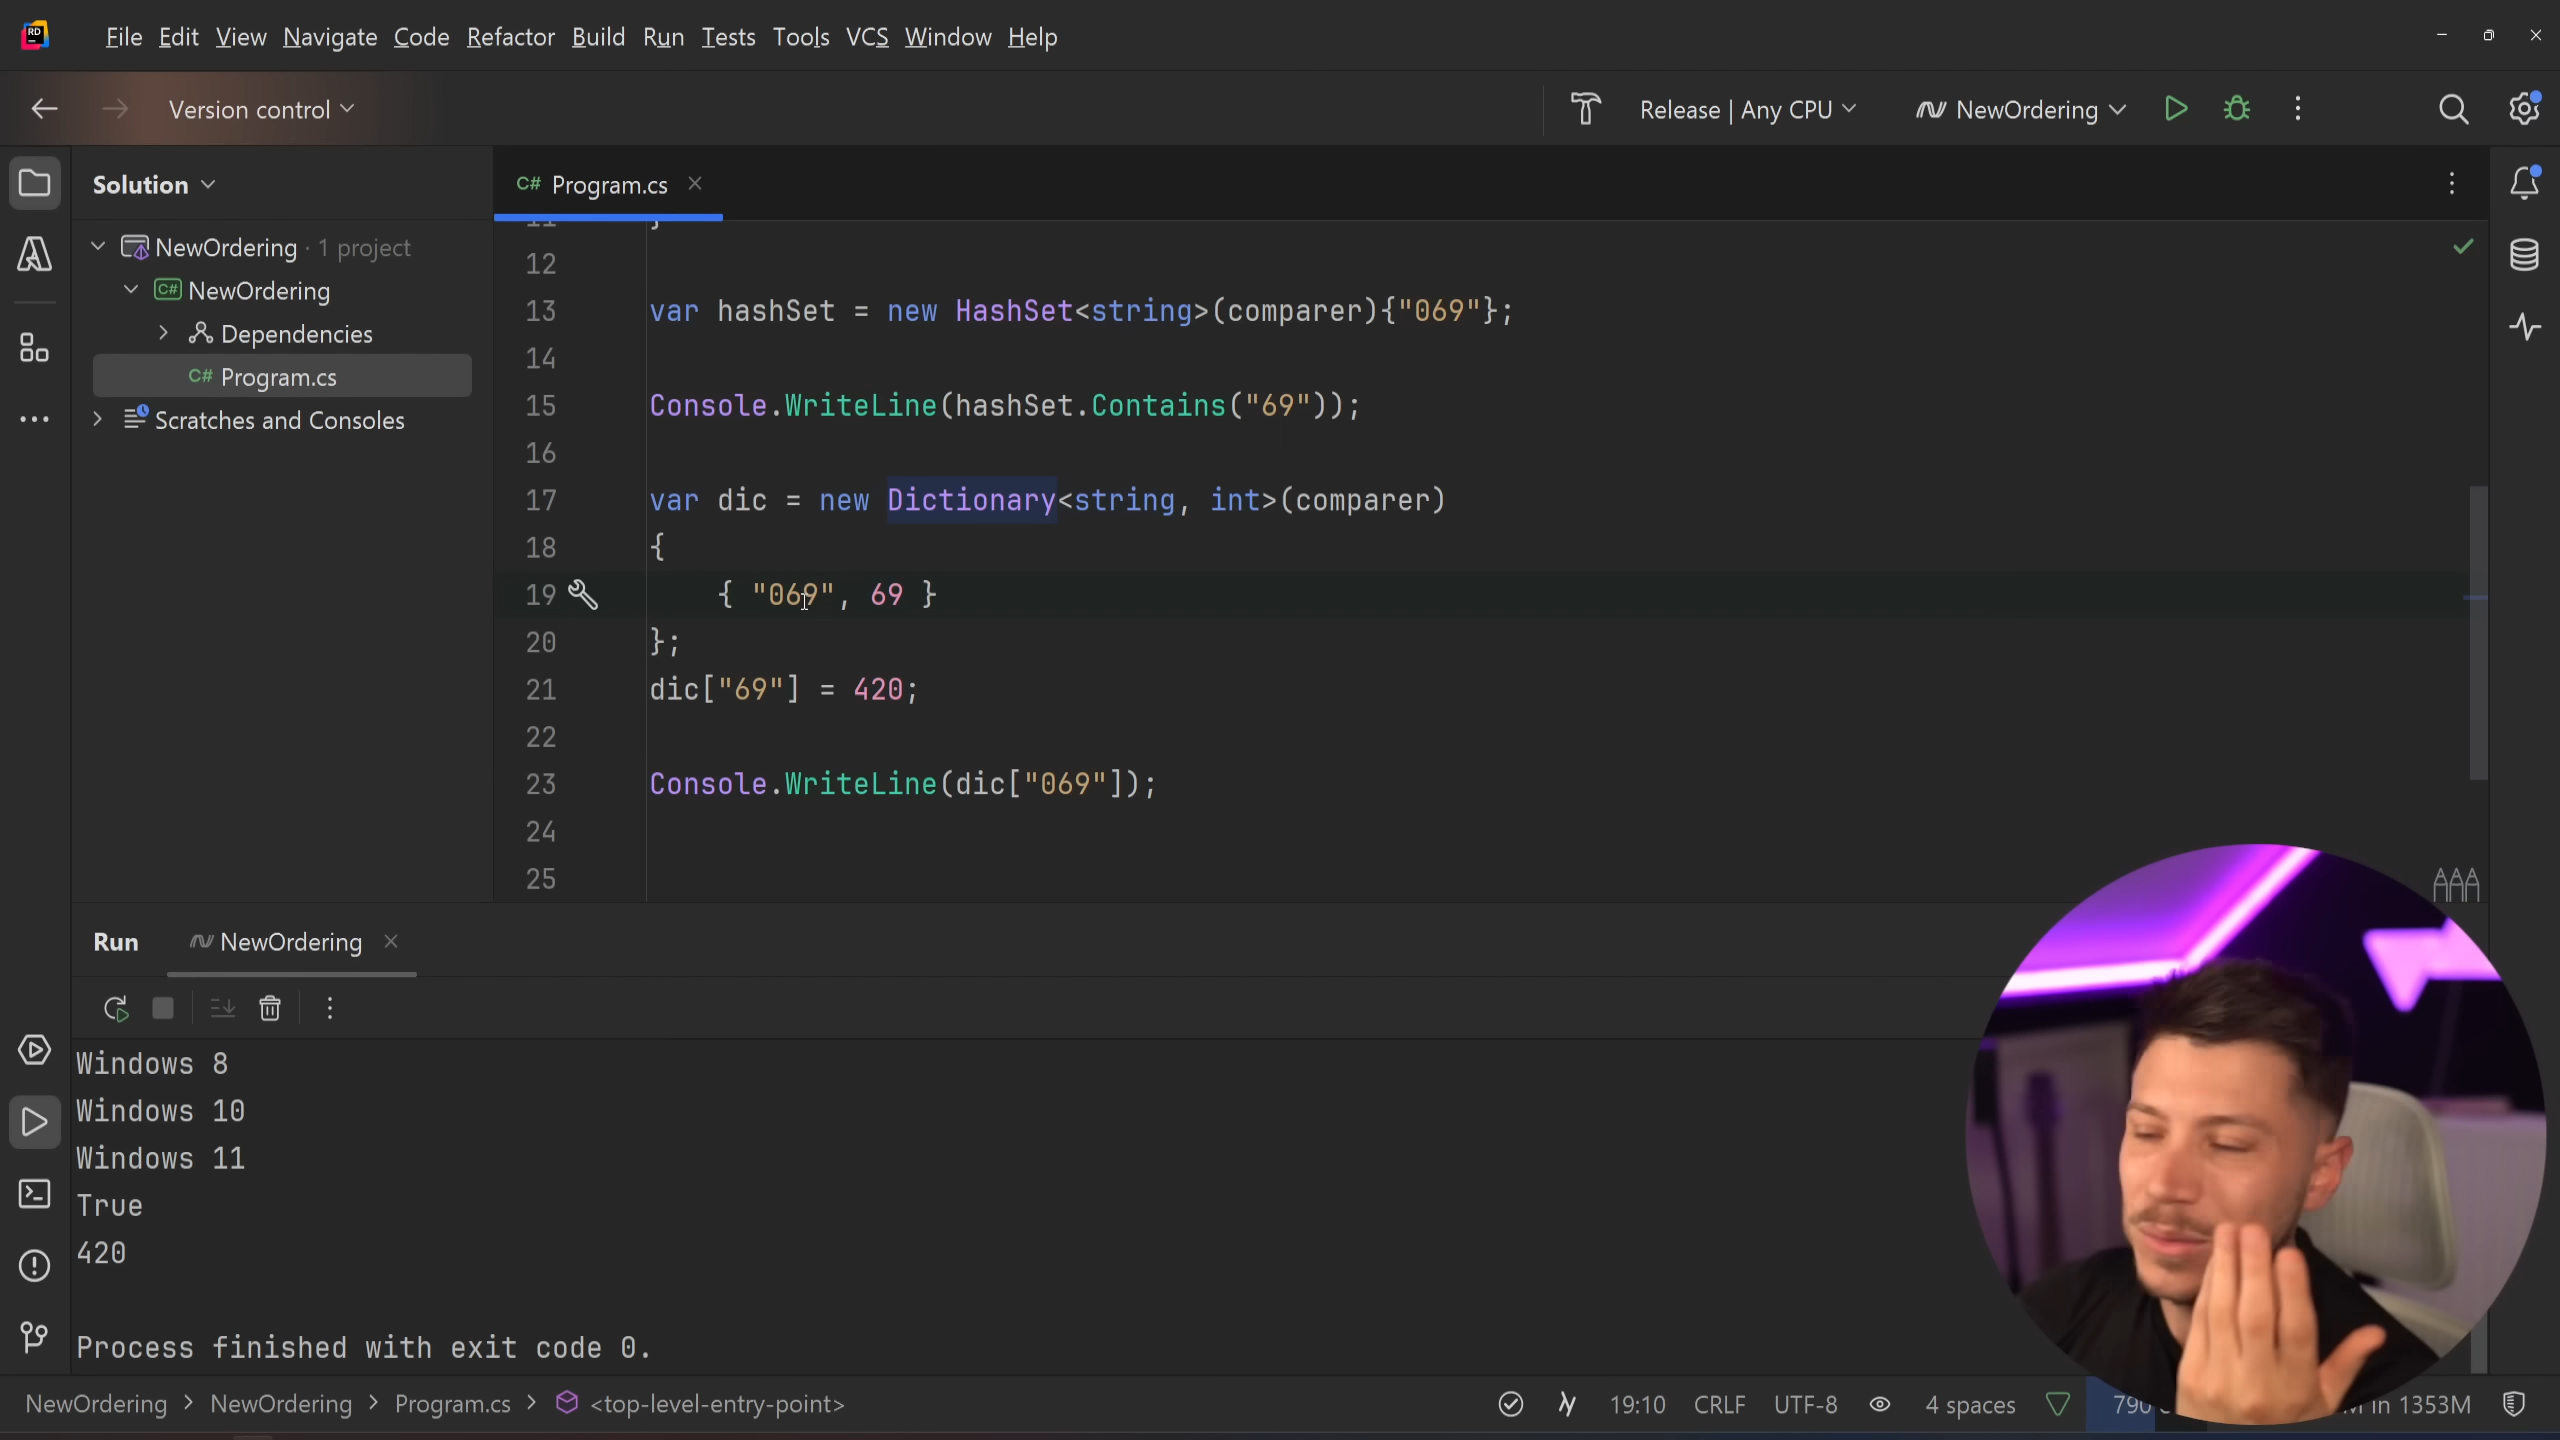 File Edit View Navigate Code Refactor Build Run Tests Tools VCS Window Help
Version control
Release | Any CPU
NewOrdering
Solution
C# Program.cs
NewOrdering · 1 project
C# NewOrdering
Dependencies
C# Program.cs
Scratches and Consoles
11 }
12
13 var hashSet = new HashSet<string>(comparer){"069"};
14
15 Console.WriteLine(hashSet.Contains("69"));
16
17 var dic = new Dictionary<string, int>(comparer)
18 {
19 { "069", 69 }
20 };
21 dic["69"] = 420;
22
23 Console.WriteLine(dic["069"]);
24
25
Run NewOrdering
Windows 8
Windows 10
Windows 11
True
420
Process finished with exit code 0.
NewOrdering > NewOrdering > Program.cs > <top-level-entry-point>
19:10 CRLF UTF-8 4 spaces in 1353M